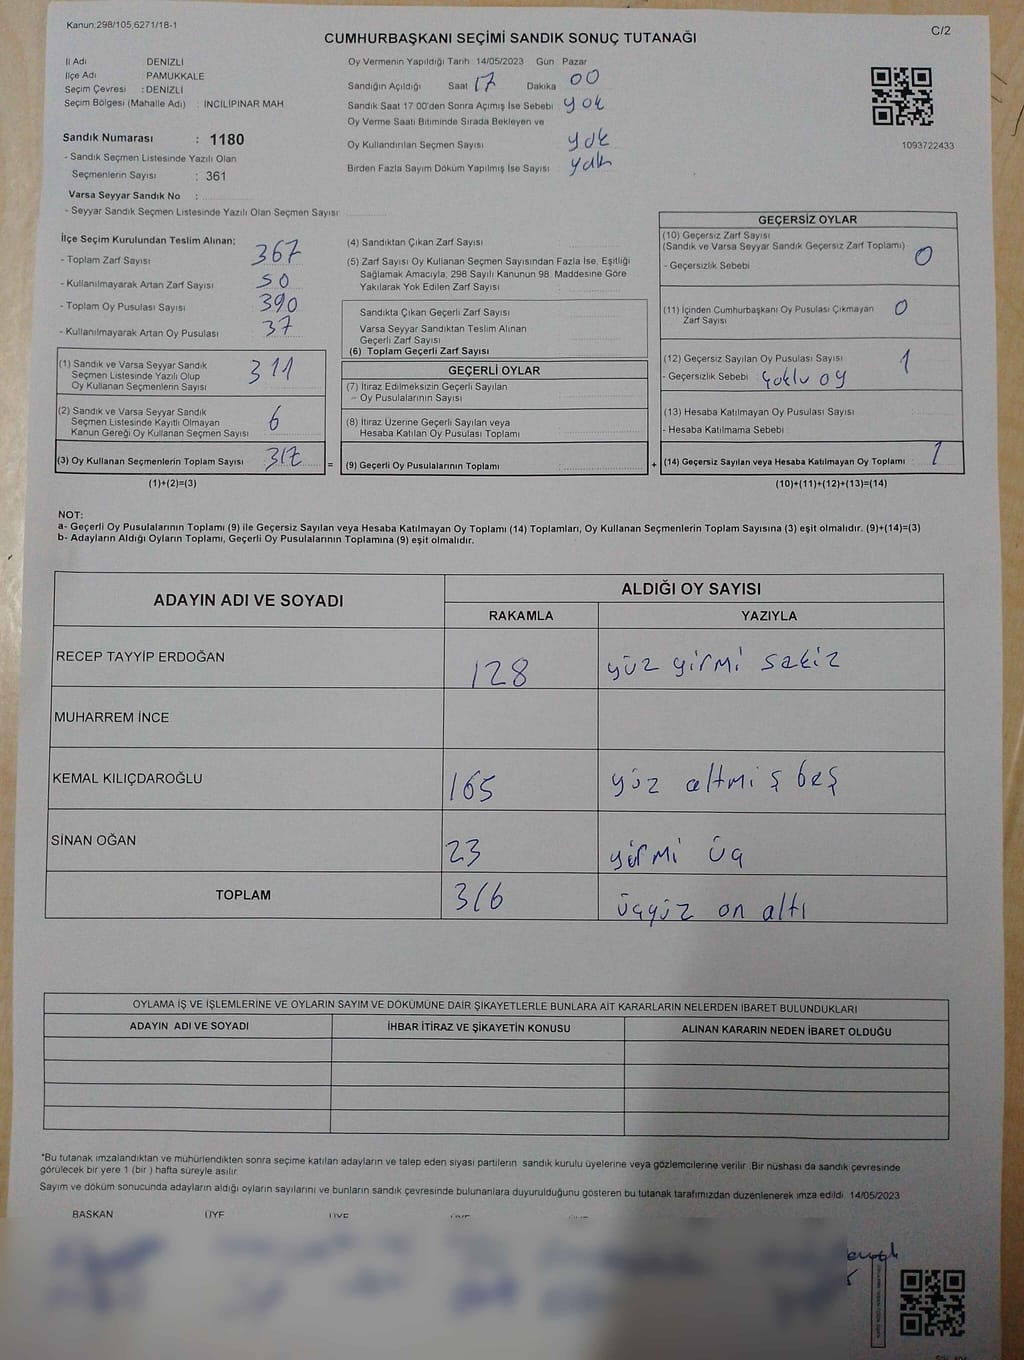 Kanun:298/105,6271/18-1
C/2
CUMHURBAŞKANI SEÇİMİ SANDIK SONUÇ TUTANAĞI
İl Adı DENİZLİ
İlçe Adı PAMUKKALE
Seçim Çevresi : DENİZLİ
Seçim Bölgesi (Mahalle Adı) : İNCİLİPINAR MAH
Oy Vermenin Yapıldığı Tarih : 14/05/2023 Gün Pazar
Sandığın Açıldığı Saat 17 Dakika 00
Sandık Saat 17:00'den Sonra Açımış İse Sebebi : yok
Oy Verme Saati Bitiminde Sırada Bekleyen ve
Oy Kullandırılan Seçmen Sayısı yok
Birden Fazla Sayım Döküm Yapılmış İse Sayısı : yok
1093722433
Sandık Numarası : 1180
- Sandık Seçmen Listesinde Yazılı Olan
Seçmenlerin Sayısı : 361
Varsa Seyyar Sandık No :
- Seyyar Sandık Seçmen Listesinde Yazılı Olan Seçmen Sayısı
İlçe Seçim Kurulundan Teslim Alınan;
- Toplam Zarf Sayısı 367
- Kullanılmayarak Artan Zarf Sayısı 50
- Toplam Oy Pusulası Sayısı 390
- Kullanılmayarak Artan Oy Pusulası 37
(1) Sandık ve Varsa Seyyar Sandık
Seçmen Listesinde Yazılı Olup
Oy Kullanan Seçmenlerin Sayısı 311
(2) Sandık ve Varsa Seyyar Sandık
Seçmen Listesinde Kayıtlı Olmayan
Kanun Gereği Oy Kullanan Seçmen Sayısı 6
(3) Oy Kullanan Seçmenlerin Toplam Sayısı 317
(1)+(2)=(3)
(4) Sandıktan Çıkan Zarf Sayısı :
(5) Zarf Sayısı Oy Kullanan Seçmen Sayısından Fazla İse, Eşitliği
Sağlamak Amacıyla, 298 Sayılı Kanunun 98. Maddesine Göre
Yakılarak Yok Edilen Zarf Sayısı :
Sandıkta Çıkan Geçerli Zarf Sayısı
Varsa Seyyar Sandıktan Teslim Alınan
Geçerli Zarf Sayısı
(6) Toplam Geçerli Zarf Sayısı
GEÇERLİ OYLAR
(7) İtiraz Edilmeksizin Geçerli Sayılan
- Oy Pusulalarının Sayısı
(8) İtiraz Üzerine Geçerli Sayılan veya
Hesaba Katılan Oy Pusulası Toplamı
= (9) Geçerli Oy Pusulalarının Toplamı +
GEÇERSİZ OYLAR
(10) Geçersiz Zarf Sayısı
(Sandık ve Varsa Seyyar Sandık Geçersiz Zarf Toplamı) 0
- Geçersizlik Sebebi
(11) İçinden Cumhurbaşkanı Oy Pusulası Çıkmayan 0
Zarf Sayısı
(12) Geçersiz Sayılan Oy Pusulası Sayısı 1
- Geçersizlik Sebebi çoklu oy
(13) Hesaba Katılmayan Oy Pusulası Sayısı :
- Hesaba Katılmama Sebebi
(14) Geçersiz Sayılan veya Hesaba Katılmayan Oy Toplamı : 1
(10)+(11)+(12)+(13)=(14)
NOT:
a- Geçerli Oy Pusulalarının Toplamı (9) ile Geçersiz Sayılan veya Hesaba Katılmayan Oy Toplamı (14) Toplamları, Oy Kullanan Seçmenlerin Toplam Sayısına (3) eşit olmalıdır. (9)+(14)=(3)
b- Adayların Aldığı Oyların Toplamı, Geçerli Oy Pusulalarının Toplamına (9) eşit olmalıdır.
ADAYIN ADI VE SOYADI ALDIĞI OY SAYISI
RAKAMLA YAZIYLA
RECEP TAYYİP ERDOĞAN 128 yüz yirmi sekiz
MUHARREM İNCE
KEMAL KILIÇDAROĞLU 165 yüz altmış beş
SİNAN OĞAN 23 yirmi üç
TOPLAM 316 üçyüz on altı
OYLAMA İŞ VE İŞLEMLERİNE VE OYLARIN SAYIM VE DÖKÜMÜNE DAİR ŞİKAYETLERLE BUNLARA AİT KARARLARIN NELERDEN İBARET BULUNDUKLARI
ADAYIN ADI VE SOYADI İHBAR İTİRAZ VE ŞİKAYETİN KONUSU ALINAN KARARIN NEDEN İBARET OLDUĞU
*Bu tutanak imzalandıktan ve mühürlendikten sonra seçime katılan adayların ve talep eden siyasi partilerin sandık kurulu üyelerine veya gözlemcilerine verilir. Bir nüshası da sandık çevresinde
görülecek bir yere 1 (bir ) hafta süreyle asılır.
Sayım ve döküm sonucunda adayların aldığı oyların sayılarını ve bunların sandık çevresinde bulunanlara duyurulduğunu gösteren bu tutanak tarafımızdan düzenlenerek imza edildi. 14/05/2023
BAŞKAN ÜYE ÜYE